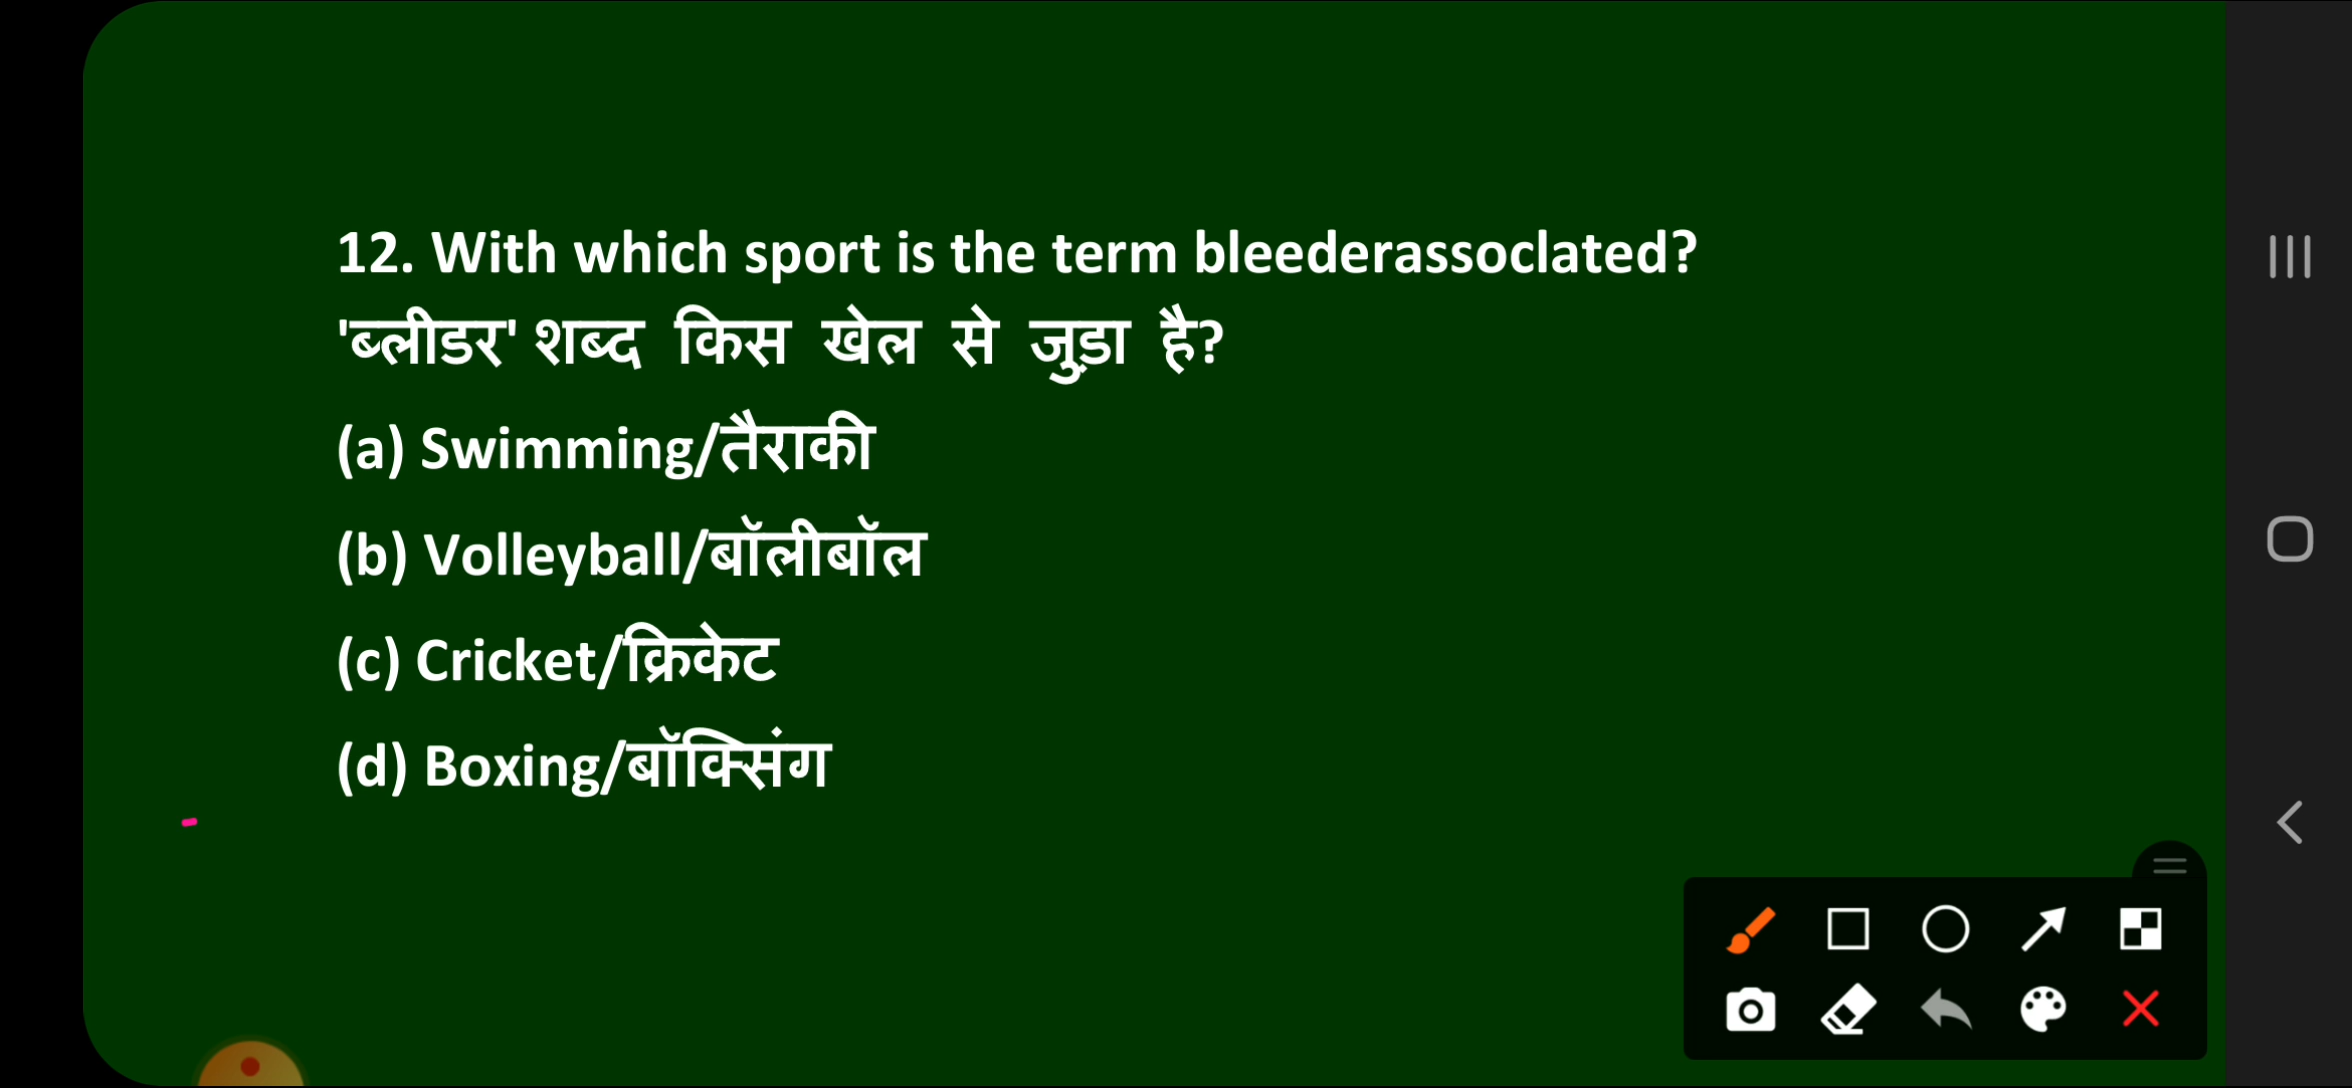 12. With which sport is the term bleederassoclated?
'ब्लीडर' शब्द किस खेल से जुड़ा है?
(a) Swimming/तैराकी
(b) Volleyball/बॉलीबॉल
(c) Cricket/क्रिकेट
(d) Boxing/बॉक्सिंग